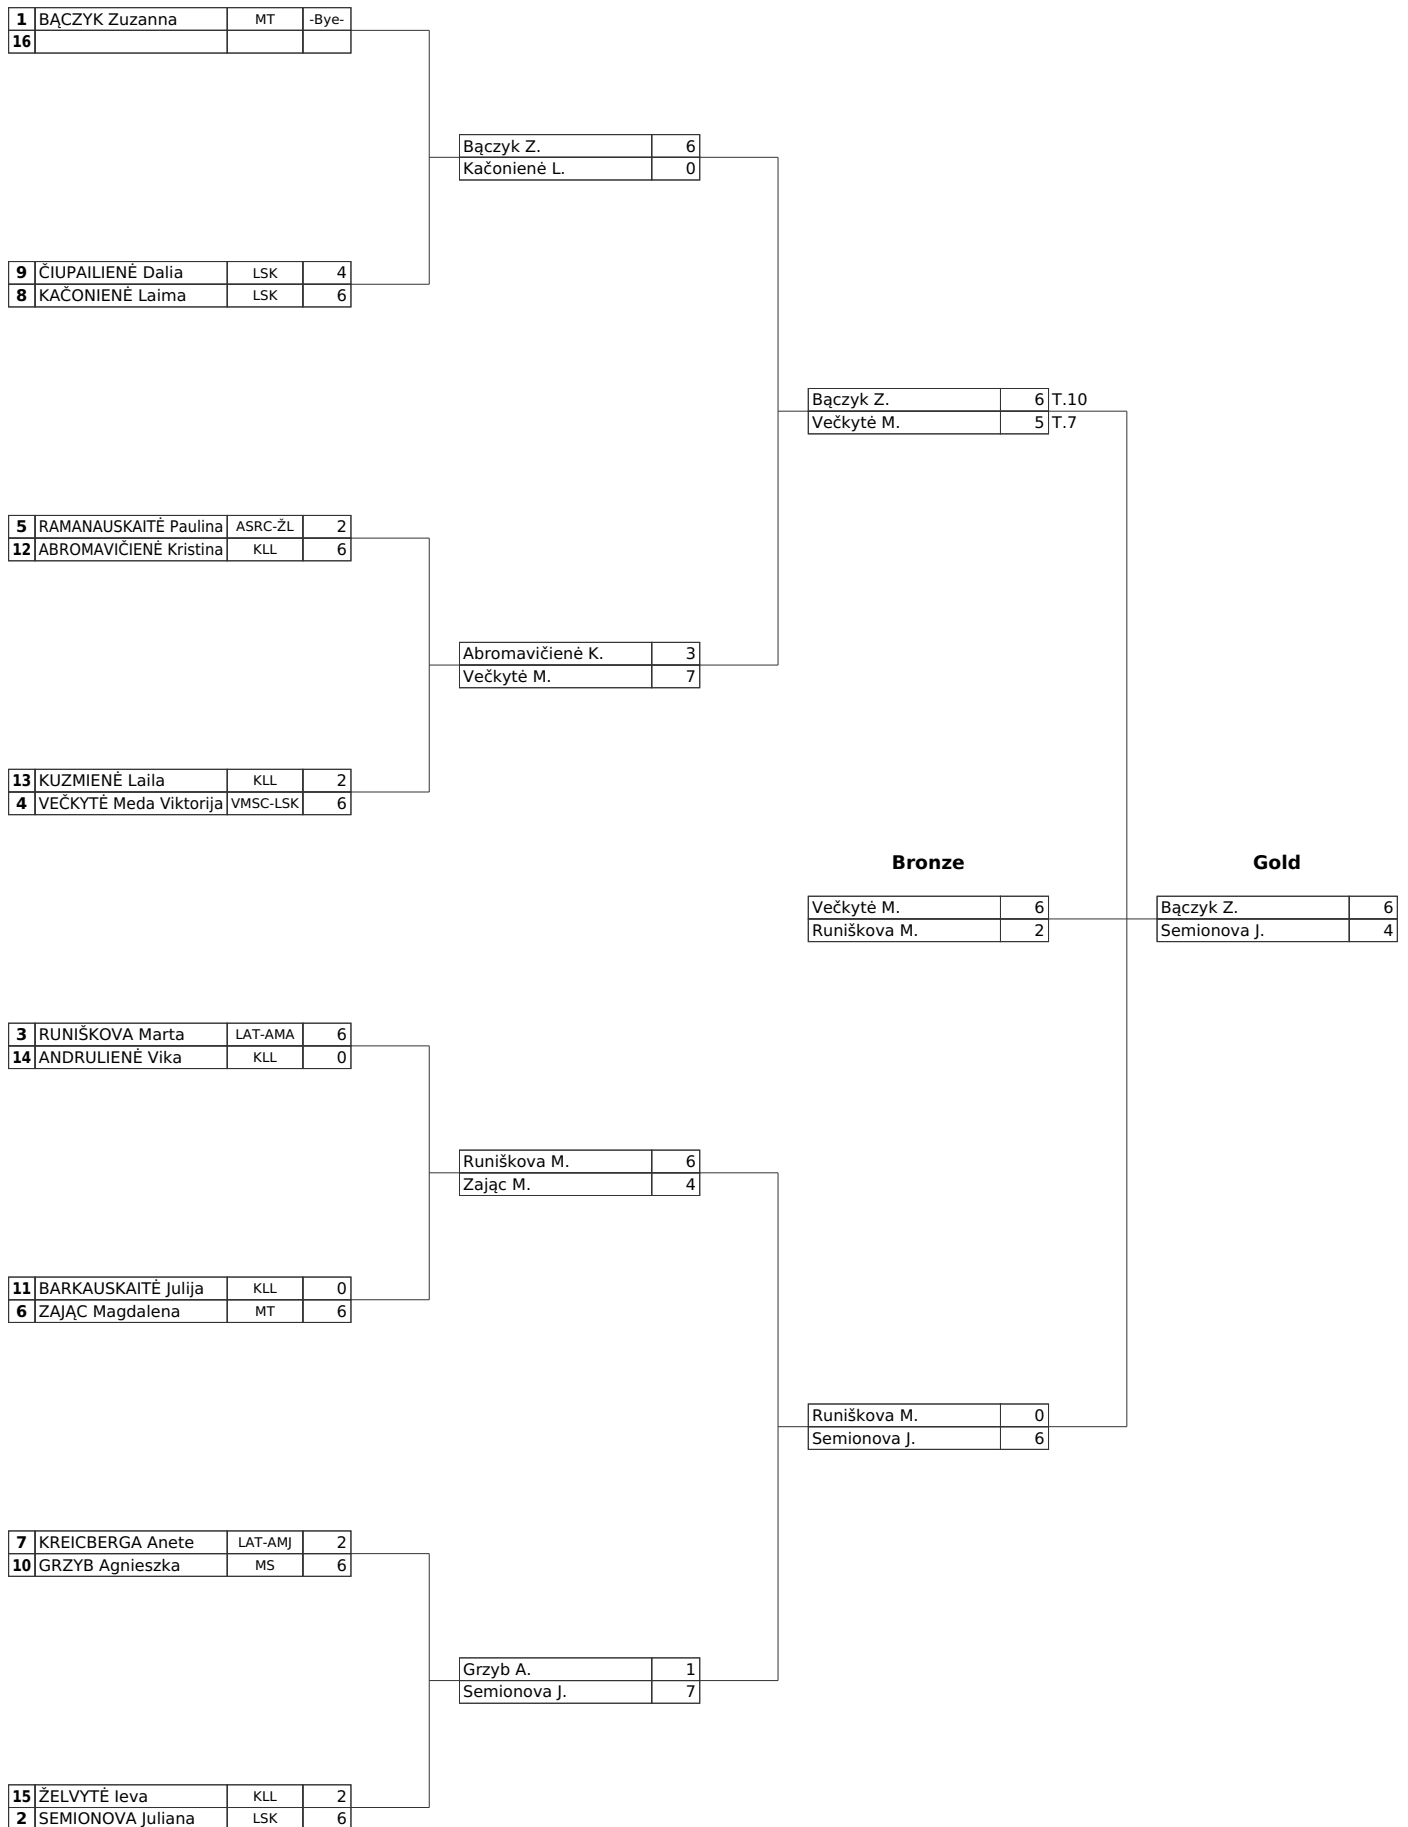 1 BĄCZYK Zuzanna MT -Bye-
16
Bączyk Z. 6
Kačonienė L. 0
9 ČIUPAILIENĖ Dalia LSK 4
8 KAČONIENĖ Laima LSK 6
Bączyk Z. 6 T.10
Večkytė M. 5 T.7
5 RAMANAUSKAITĖ Paulina ASRC-ŽL 2
12 ABROMAVIČIENĖ Kristina KLL 6
Abromavičienė K. 3
Večkytė M. 7
13 KUZMIENĖ Laila KLL 2
4 VEČKYTĖ Meda Viktorija VMSC-LSK 6
Bronze Gold
Večkytė M. 6 Bączyk Z. 6
Runiškova M. 2 Semionova J. 4
3 RUNIŠKOVA Marta LAT-AMA 6
14 ANDRULIENĖ Vika KLL 0
Runiškova M. 6
Zając M. 4
11 BARKAUSKAITĖ Julija KLL 0
6 ZAJĄC Magdalena MT 6
Runiškova M. 0
Semionova J. 6
7 KREICBERGA Anete LAT-AMJ 2
10 GRZYB Agnieszka MS 6
Grzyb A. 1
Semionova J. 7
15 ŽELVYTĖ Ieva KLL 2
2 SEMIONOVA Juliana LSK 6